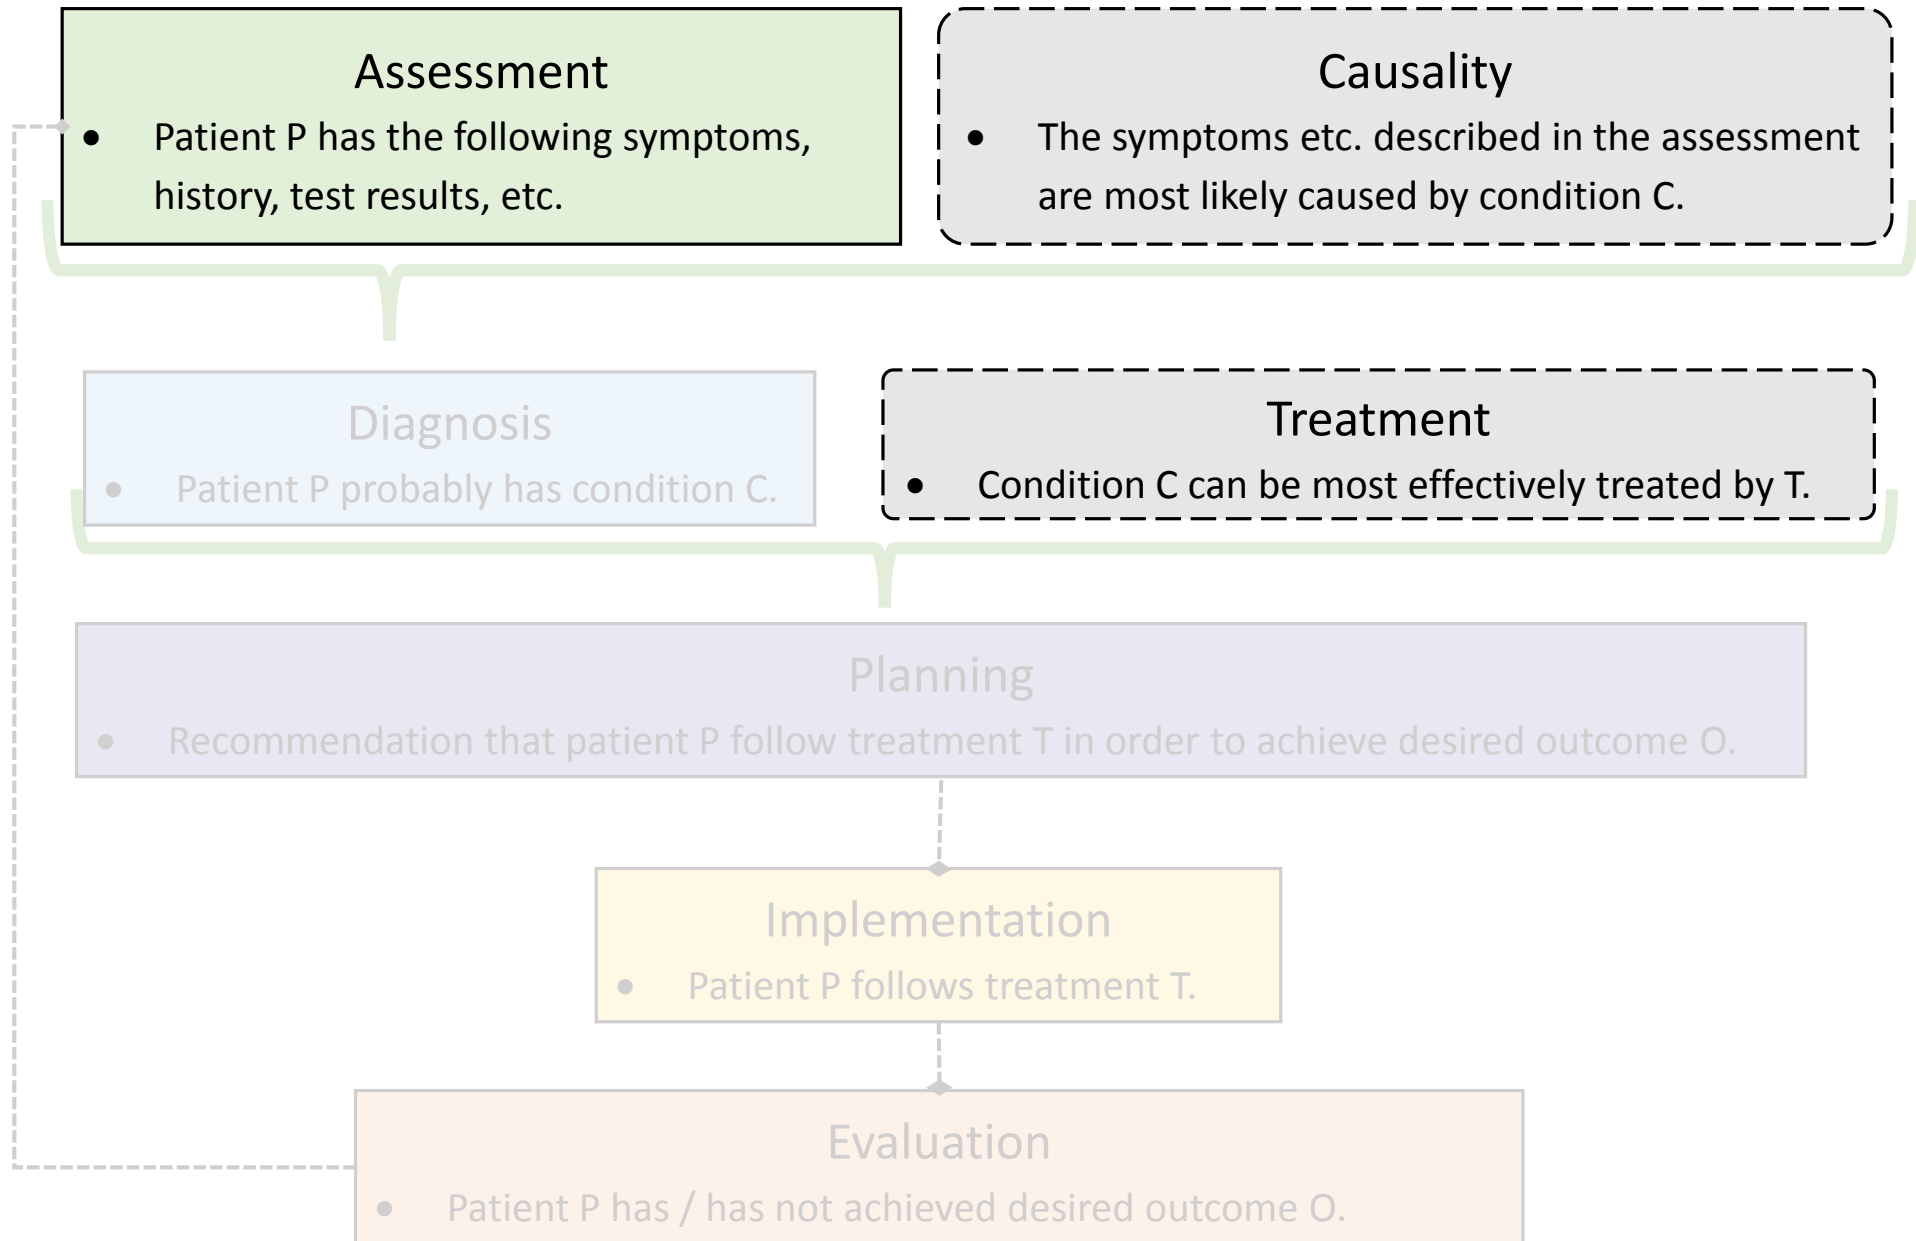 Assessment
• Patient P has the following symptoms,
history, test results, etc.
Causality
• The symptoms etc. described in the assessment
are most likely caused by condition C.
Diagnosis
• Patient P probably has condition C.
Treatment
• Condition C can be most effectively treated by T.
Planning
• Recommendation that patient P follow treatment T in order to achieve desired outcome O.
Implementation
• Patient P follows treatment T.
Evaluation
• Patient P has / has not achieved desired outcome O.